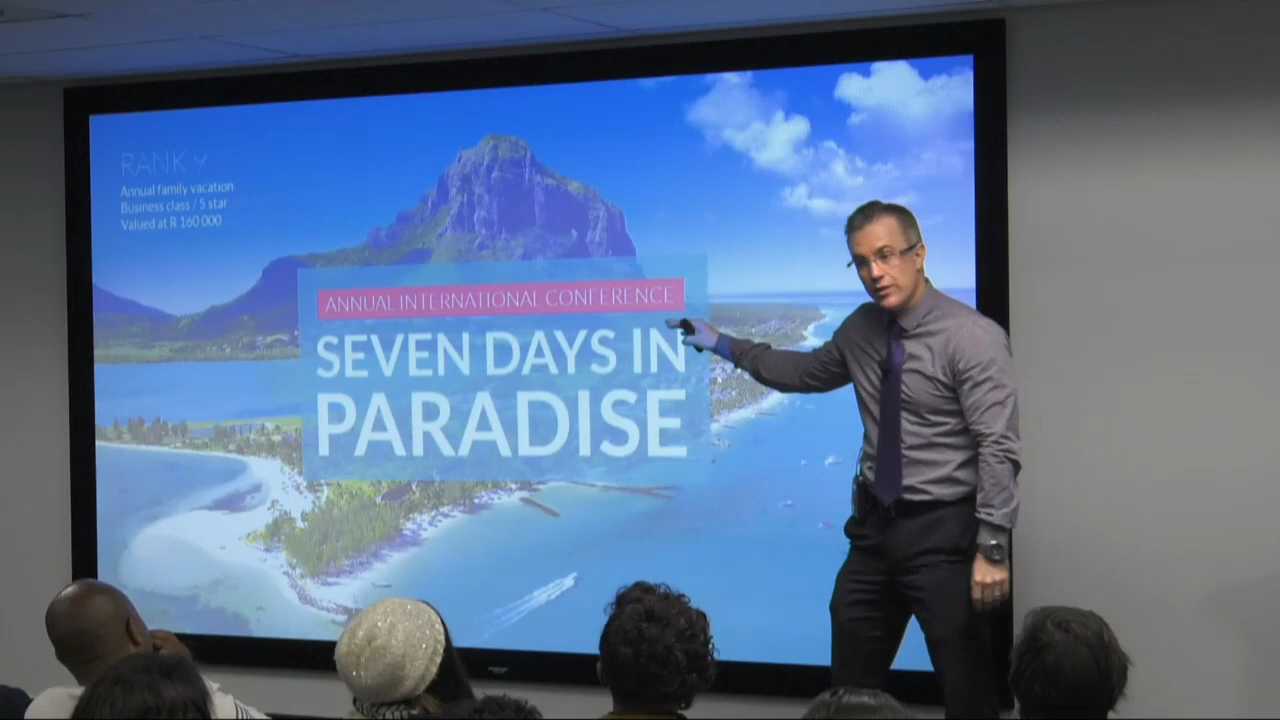 RANK 9
Annual family vacation
Business class / 5 star
Valued at R 160 000
ANNUAL INTERNATIONAL CONFERENCE
SEVEN DAYS IN
PARADISE